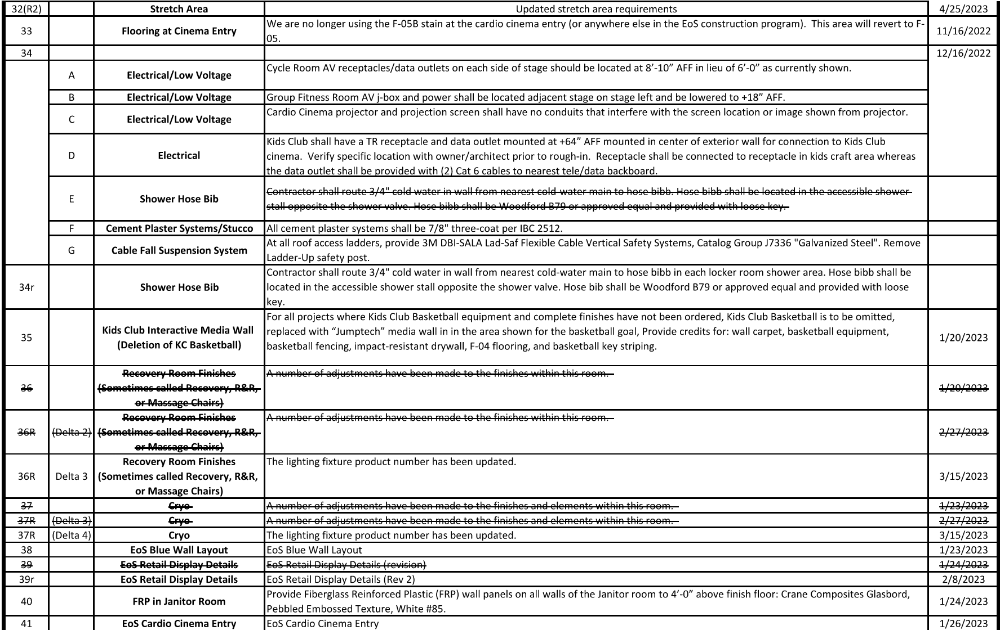 32(R2) Stretch Area Updated stretch area requirements 4/25/2023
33 Flooring at Cinema Entry We are no longer using the F-05B stain at the cardio cinema entry (or anywhere else in the EoS construction program).  This area will revert to F-
05. 11/16/2022
34 12/16/2022
A Electrical/Low Voltage Cycle Room AV receptacles/data outlets on each side of stage should be located at 8’-10” AFF in lieu of 6’-0” as currently shown.
B Electrical/Low Voltage Group Fitness Room AV j-box and power shall be located adjacent stage on stage left and be lowered to +18” AFF.
C Electrical/Low Voltage Cardio Cinema projector and projection screen shall have no conduits that interfere with the screen location or image shown from projector.
D Electrical Kids Club shall have a TR receptacle and data outlet mounted at +64” AFF mounted in center of exterior wall for connection to Kids Club
cinema.  Verify specific location with owner/architect prior to rough-in.  Receptacle shall be connected to receptacle in kids craft area whereas
the data outlet shall be provided with (2) Cat 6 cables to nearest tele/data backboard.
E Shower Hose Bib Contractor shall route 3/4" cold water in wall from nearest cold-water main to hose bibb. Hose bibb shall be located in the accessible shower
stall opposite the shower valve. Hose bibb shall be Woodford B79 or approved equal and provided with loose key.
F Cement Plaster Systems/Stucco All cement plaster systems shall be 7/8" three-coat per IBC 2512.
G Cable Fall Suspension System At all roof access ladders, provide 3M DBI-SALA Lad-Saf Flexible Cable Vertical Safety Systems, Catalog Group J7336 "Galvanized Steel". Remove
Ladder-Up safety post.
34r Shower Hose Bib Contractor shall route 3/4" cold water in wall from nearest cold-water main to hose bibb in each locker room shower area. Hose bibb shall be
located in the accessible shower stall opposite the shower valve. Hose bib shall be Woodford B79 or approved equal and provided with loose
key.
35 Kids Club Interactive Media Wall
(Deletion of KC Basketball) For all projects where Kids Club Basketball equipment and complete finishes have not been ordered, Kids Club Basketball is to be omitted,
replaced with “Jumptech” media wall in in the area shown for the basketball goal, Provide credits for: wall carpet, basketball equipment,
basketball fencing, impact-resistant drywall, F-04 flooring, and basketball key striping. 1/20/2023
36 Recovery Room Finishes
(Sometimes called Recovery, R&R,
or Massage Chairs) A number of adjustments have been made to the finishes within this room. 1/20/2023
36R (Delta 2) Recovery Room Finishes
(Sometimes called Recovery, R&R,
or Massage Chairs) A number of adjustments have been made to the finishes within this room. 2/27/2023
36R Delta 3 Recovery Room Finishes
(Sometimes called Recovery, R&R,
or Massage Chairs) The lighting fixture product number has been updated. 3/15/2023
37 Cryo A number of adjustments have been made to the finishes and elements within this room. 1/23/2023
37R (Delta 3) Cryo A number of adjustments have been made to the finishes and elements within this room. 2/27/2023
37R (Delta 4) Cryo The lighting fixture product number has been updated. 3/15/2023
38 EoS Blue Wall Layout EoS Blue Wall Layout 1/23/2023
39 EoS Retail Display Details EoS Retail Display Details (revision) 1/24/2023
39r EoS Retail Display Details EoS Retail Display Details (Rev 2) 2/8/2023
40 FRP in Janitor Room Provide Fiberglass Reinforced Plastic (FRP) wall panels on all walls of the Janitor room to 4’-0” above finish floor: Crane Composites Glasbord,
Pebbled Embossed Texture, White #85. 1/24/2023
41 EoS Cardio Cinema Entry EoS Cardio Cinema Entry 1/26/2023